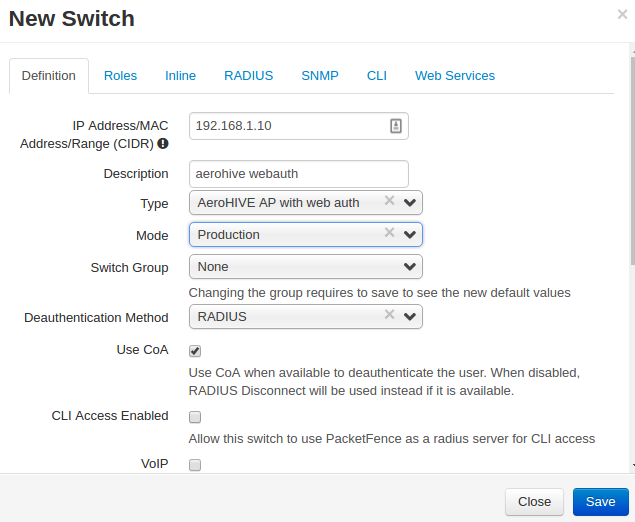 New Switch
Definition Roles Inline RADIUS SNMP CLI Web Services
IP Address/MAC
Address/Range (CIDR)
192.168.1.10
Description aerohive webauth
Type AeroHIVE AP with web auth
Mode Production
Switch Group None
Changing the group requires to save to see the new default values
Deauthentication Method RADIUS
Use CoA
Use CoA when available to deauthenticate the user. When disabled,
RADIUS Disconnect will be used instead if it is available.
CLI Access Enabled
Allow this switch to use PacketFence as a radius server for CLI access
VoIP
Close Save